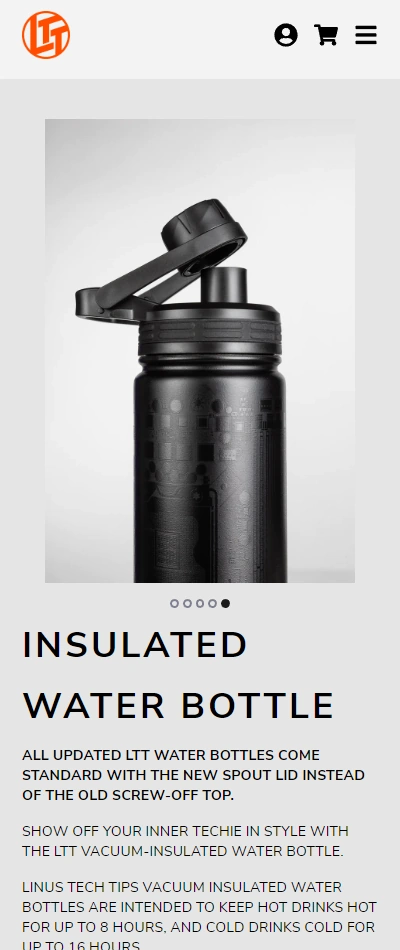 LTT
INSULATED
WATER BOTTLE
ALL UPDATED LTT WATER BOTTLES COME
STANDARD WITH THE NEW SPOUT LID INSTEAD
OF THE OLD SCREW-OFF TOP.
SHOW OFF YOUR INNER TECHIE IN STYLE WITH
THE LTT VACUUM-INSULATED WATER BOTTLE.
LINUS TECH TIPS VACUUM INSULATED WATER
BOTTLES ARE INTENDED TO KEEP HOT DRINKS HOT
FOR UP TO 8 HOURS, AND COLD DRINKS COLD FOR
UP TO 16 HOURS